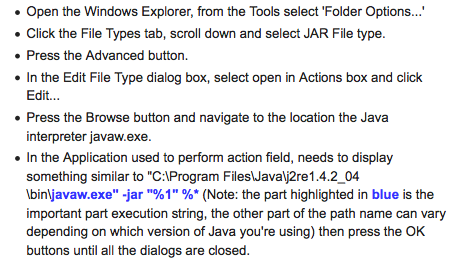 • Open the Windows Explorer, from the Tools select 'Folder Options...'
• Click the File Types tab, scroll down and select JAR File type.
• Press the Advanced button.
• In the Edit File Type dialog box, select open in Actions box and click
Edit...
• Press the Browse button and navigate to the location the Java
interpreter javaw.exe.
• In the Application used to perform action field, needs to display
something similar to "C:\Program Files\Java\j2re1.4.2_04
\bin\javaw.exe" -jar "%1" %* (Note: the part highlighted in blue is the
important part execution string, the other part of the path name can vary
depending on which version of Java you're using) then press the OK
buttons until all the dialogs are closed.